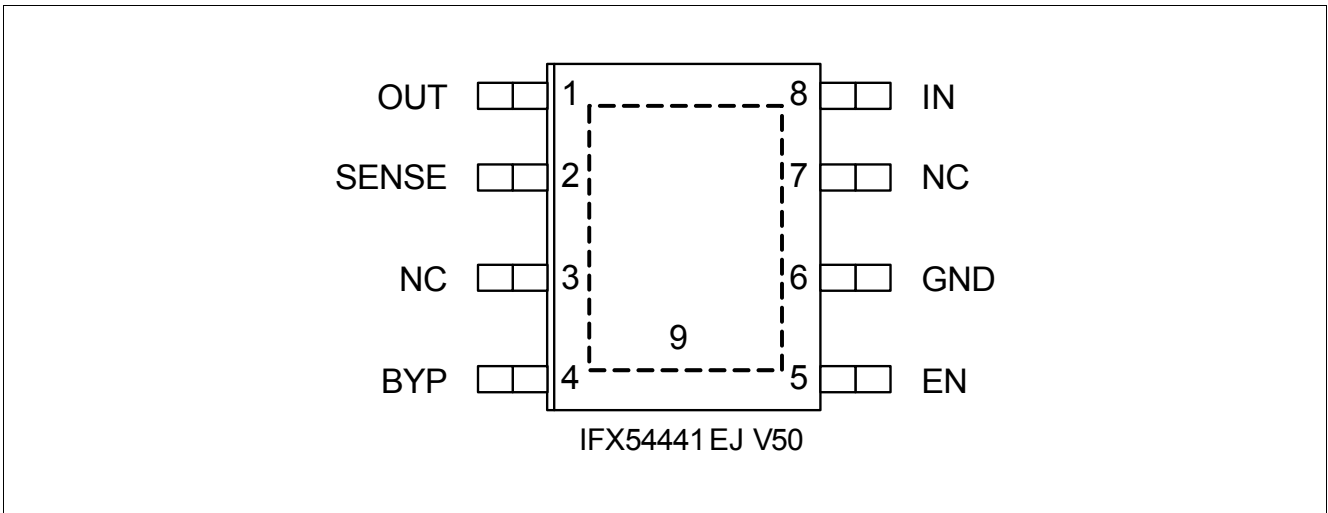 OUT 1 8 IN
SENSE 2 7 NC
NC 3 6 GND
9
BYP 4 5 EN
IFX54441 EJ V50